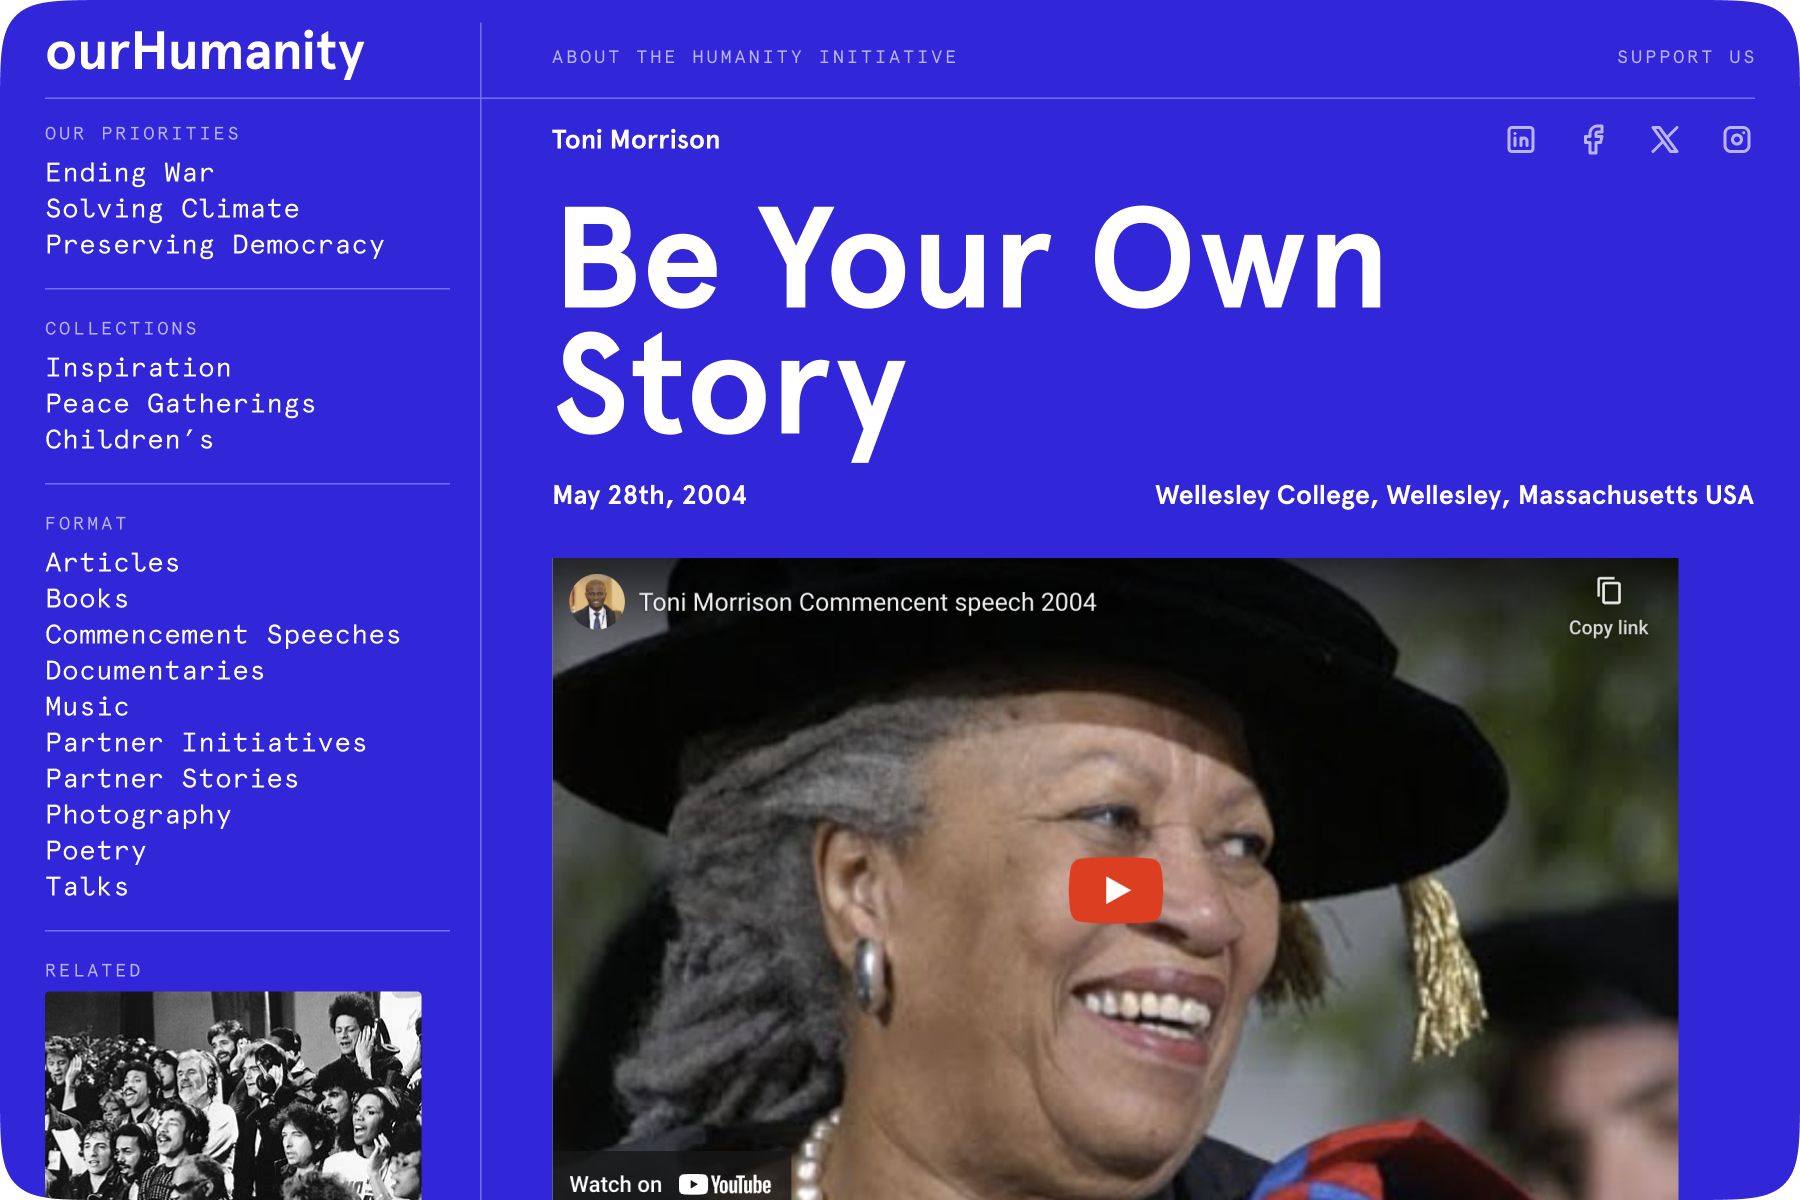 ourHumanity
ABOUT THE HUMANITY INITIATIVE
SUPPORT US
OUR PRIORITIES
Ending War
Solving Climate
Preserving Democracy
COLLECTIONS
Inspiration
Peace Gatherings
Children’s
FORMAT
Articles
Books
Commencement Speeches
Documentaries
Music
Partner Initiatives
Partner Stories
Photography
Poetry
Talks
RELATED
Toni Morrison
Be Your Own
Story
May 28th, 2004
Wellesley College, Wellesley, Massachusetts USA
Toni Morrison Commencent speech 2004
Copy link
Watch on YouTube